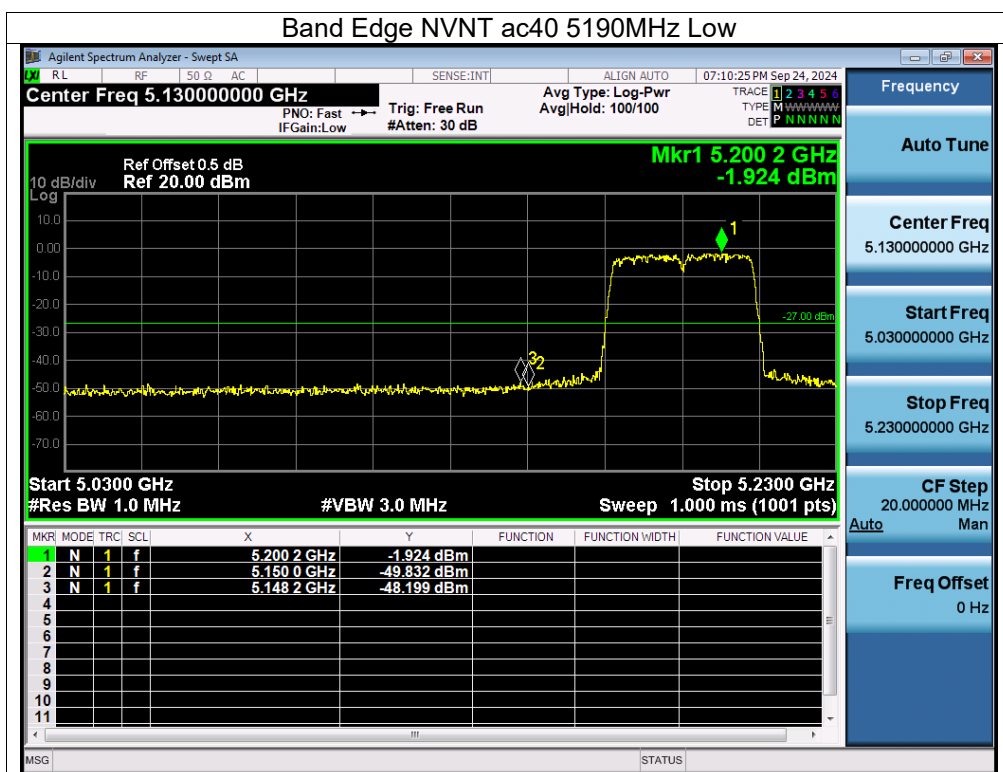 Band Edge NVNT ac40 5190MHz Low
Agilent Spectrum Analyzer - Swept SA
LXI RL RF 50 Ω AC SENSE:INT ALIGN AUTO 07:10:25 PM Sep 24, 2024
Center Freq 5.130000000 GHz
PNO: Fast
IFGain:Low
Trig: Free Run
#Atten: 30 dB
Avg Type: Log-Pwr
Avg|Hold: 100/100
TRACE 1 2 3 4 5 6
TYPE M WWWWW
DET P N N N N N
Mkr1 5.200 2 GHz
-1.924 dBm
Ref Offset 0.5 dB
10 dB/div Ref 20.00 dBm
Log
10.0
0.00
-10.0
-20.0
-30.0
-40.0
-50.0
-60.0
-70.0
1
-27.00 dBm
3 2
Start 5.0300 GHz Stop 5.2300 GHz
#Res BW 1.0 MHz #VBW 3.0 MHz Sweep 1.000 ms (1001 pts)
MKR MODE TRC SCL X Y FUNCTION FUNCTION WIDTH FUNCTION VALUE
1 N 1 f 5.200 2 GHz -1.924 dBm
2 N 1 f 5.150 0 GHz -49.832 dBm
3 N 1 f 5.148 2 GHz -48.199 dBm
4
5
6
7
8
9
10
11
MSG STATUS
Frequency
Auto Tune
Center Freq
5.130000000 GHz
Start Freq
5.030000000 GHz
Stop Freq
5.230000000 GHz
CF Step
20.000000 MHz
Auto Man
Freq Offset
0 Hz